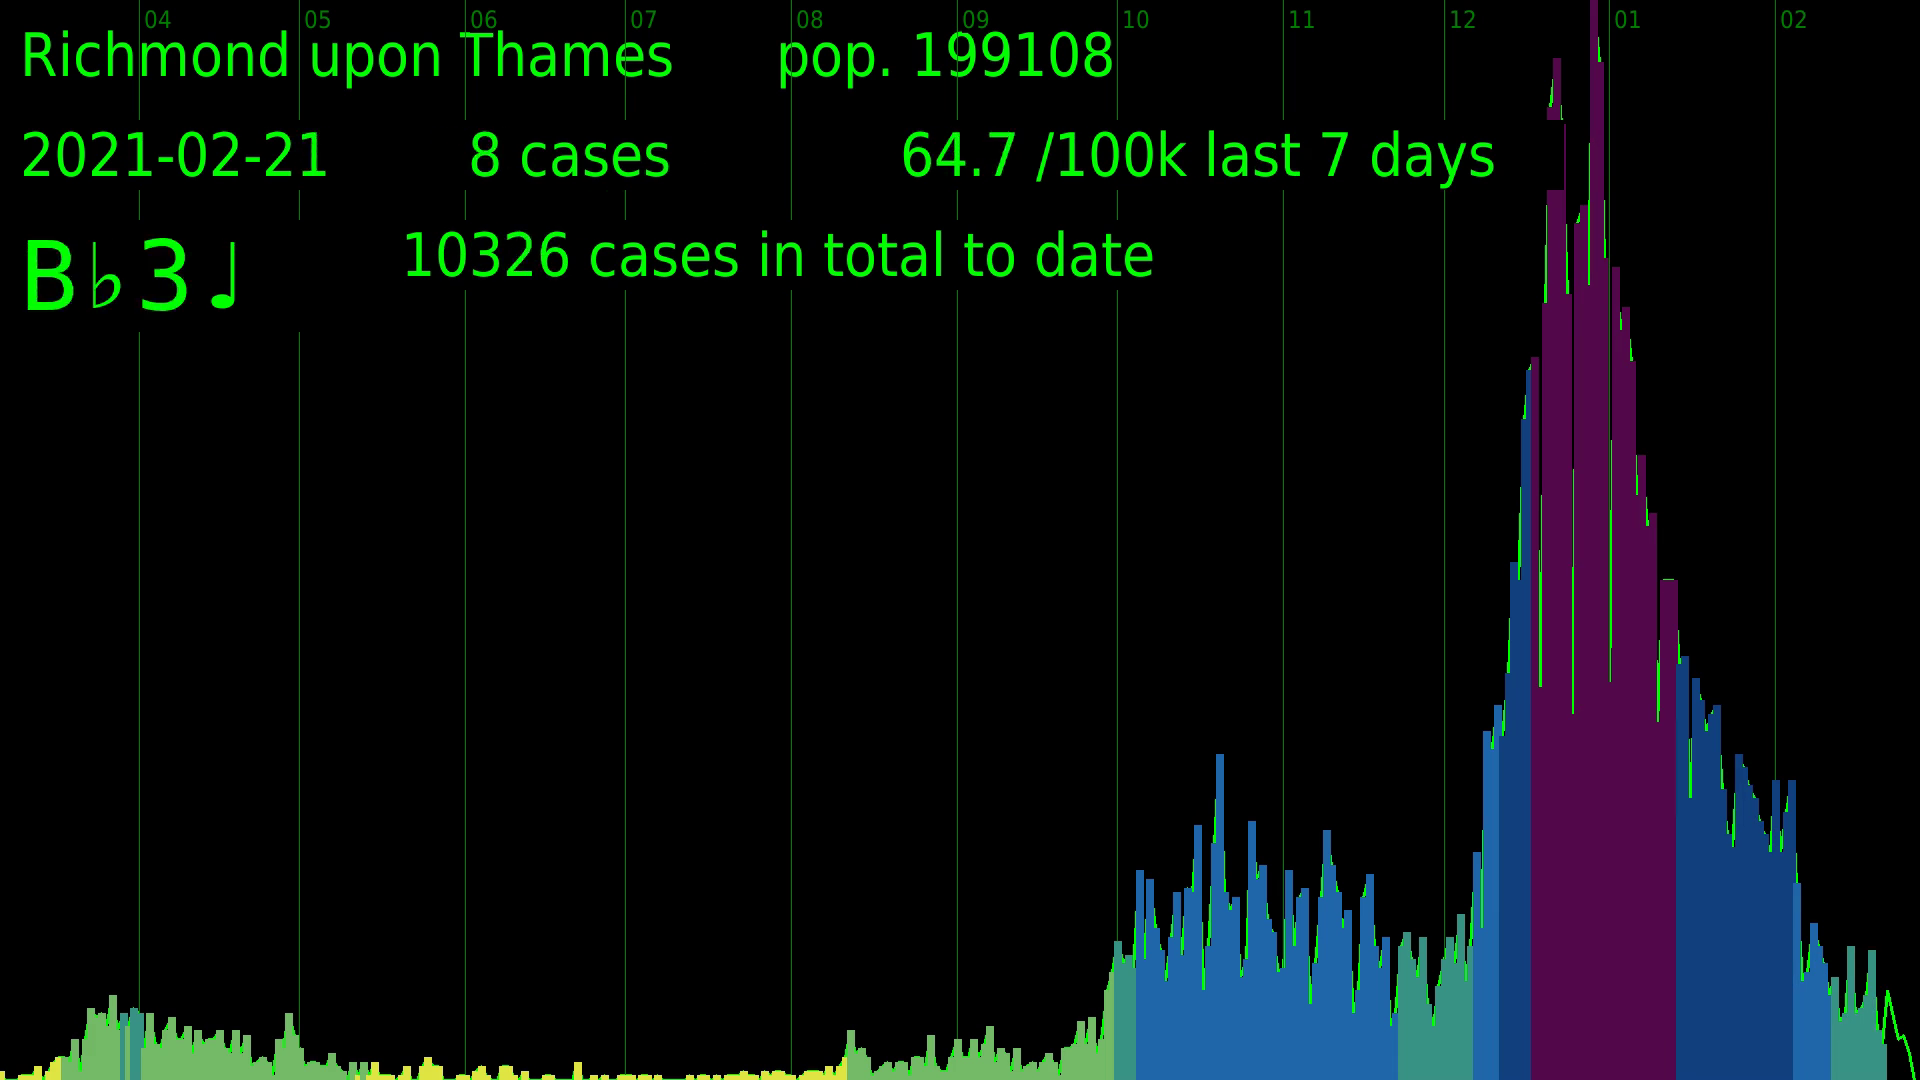 04 05 06 07 08 09 10 11 12 01 02
Richmond upon Thames pop. 199108
2021-02-21 8 cases 64.7 /100k last 7 days
B♭3♩ 10326 cases in total to date